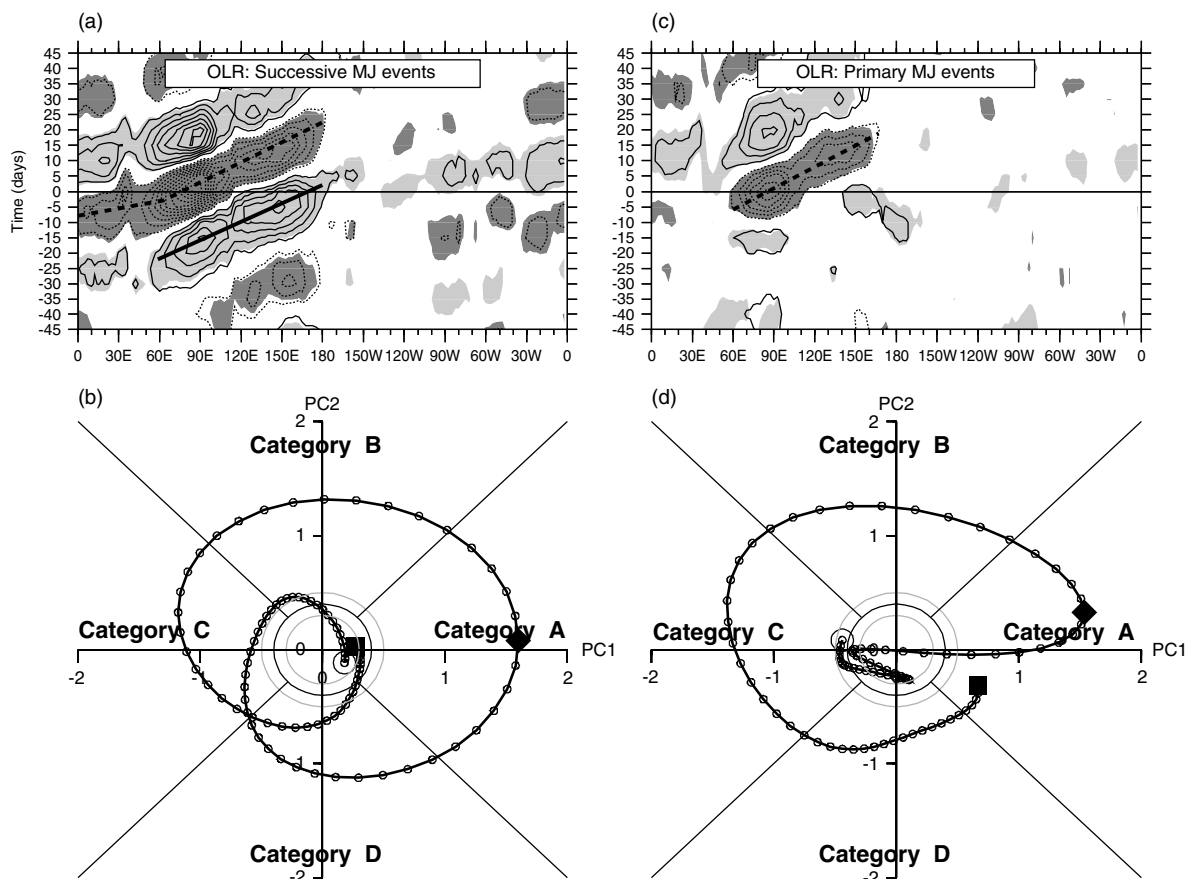 (a)
OLR: Successive MJ events
Time (days)
45
40
35
30
25
20
15
10
5
0
-5
-10
-15
-20
-25
-30
-35
-40
-45
0 30E 60E 90E 120E 150E 180 150W 120W 90W 60W 30W 0
(c)
OLR: Primary MJ events
45
40
35
30
25
20
15
10
5
0
-5
-10
-15
-20
-25
-30
-35
-40
-45
0 30E 60E 90E 120E 150E 180 150W 120W 90W 60W 30W 0
(b)
PC2
2
Category B
1
Category C
0
Category A
PC1
-2 -1 0 1 2
-1
Category D
-2
(d)
PC2
2
Category B
1
Category C
0
Category A
PC1
-2 -1 0 1 2
-1
Category D
-2